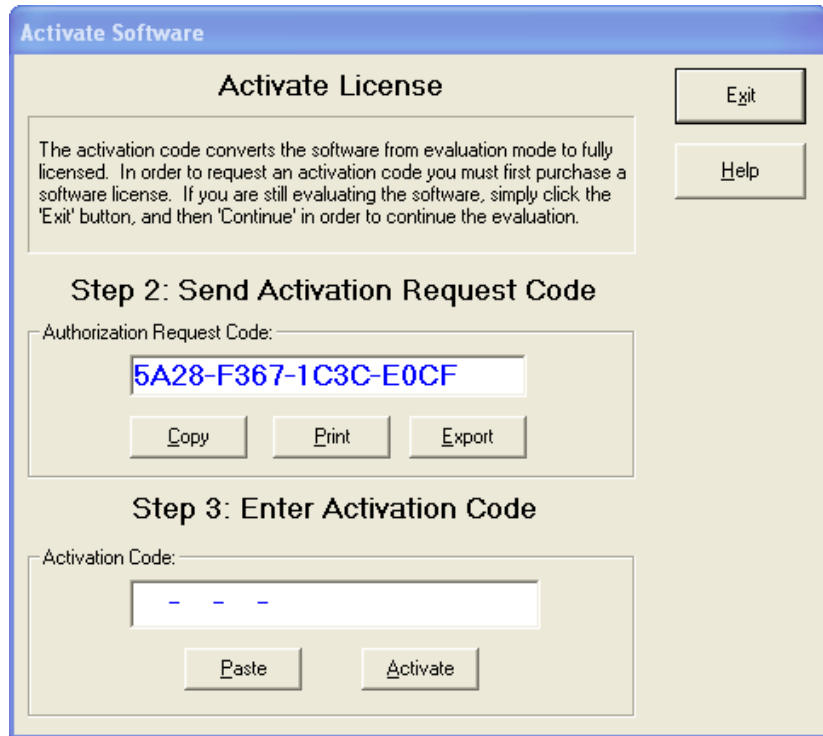 Activate Software
Activate License
Exit
The activation code converts the software from evaluation mode to fully
licensed. In order to request an activation code you must first purchase a
software license. If you are still evaluating the software, simply click the
'Exit' button, and then 'Continue' in order to continue the evaluation.
Help
Step 2: Send Activation Request Code
Authorization Request Code:
5A28-F367-1C3C-E0CF
Copy Print Export
Step 3: Enter Activation Code
Activation Code:
- - -
Paste Activate